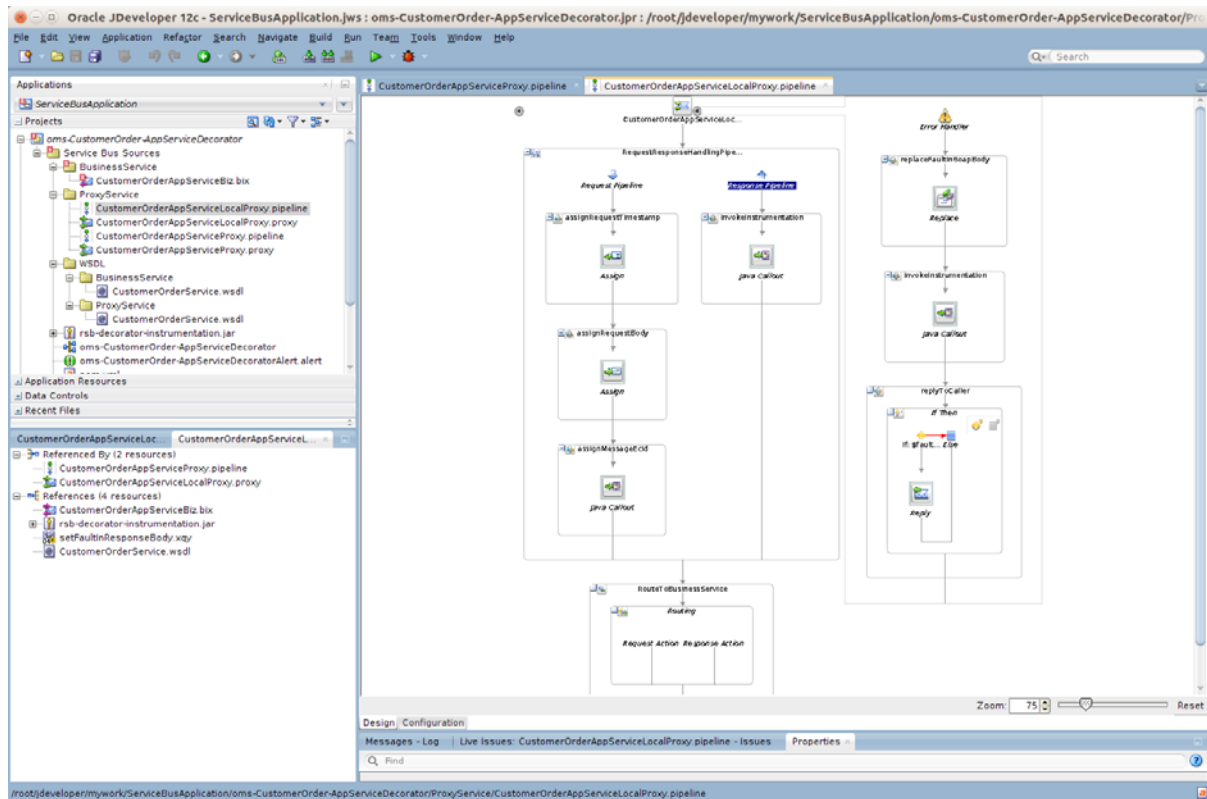 Oracle JDeveloper 12c - ServiceBusApplication.jws : oms-CustomerOrder-AppServiceDecorator.jpr : /root/jdeveloper/mywork/ServiceBusApplication/oms-CustomerOrder-AppServiceDecorator/Pro
File Edit View Application Refactor Search Navigate Build Run Team Tools Window Help
Search
Applications
ServiceBusApplication
Projects
oms-CustomerOrder-AppServiceDecorator
Service Bus Sources
BusinessService
CustomerOrderAppServiceBiz.bix
ProxyService
CustomerOrderAppServiceLocalProxy.pipeline
CustomerOrderAppServiceLocalProxy.proxy
CustomerOrderAppServiceProxy.pipeline
CustomerOrderAppServiceProxy.proxy
WSDL
BusinessService
CustomerOrderService.wsdl
ProxyService
CustomerOrderService.wsdl
rsb-decorator-instrumentation.jar
oms-CustomerOrder-AppServiceDecorator
oms-CustomerOrder-AppServiceDecoratorAlert.alert
Application Resources
Data Controls
Recent Files
CustomerOrderAppServiceLoc... CustomerOrderAppServiceL...
Referenced By (2 resources)
CustomerOrderAppServiceProxy.pipeline
CustomerOrderAppServiceLocalProxy.proxy
References (4 resources)
CustomerOrderAppServiceBiz.bix
rsb-decorator-instrumentation.jar
setFaultInResponseBody.xqy
CustomerOrderService.wsdl
CustomerOrderAppServiceProxy.pipeline CustomerOrderAppServiceLocalProxy.pipeline
CustomerOrderAppServiceLoc...
RequestResponseHandlingPipe...
Request Pipeline
Response Pipeline
assignRequestTimestamp
Assign
invokeInstrumentation
Java Callout
assignRequestBody
Assign
assignMessageEcid
Java Callout
RouteToBusinessService
Routing
Request Action Response Action
Error Handler
replaceFaultInSoapBody
Replace
invokeInstrumentation
Java Callout
replyToCaller
If Then
If: $fault... Else
Reply
Zoom: 75 Reset
Design Configuration
Messages - Log Live Issues: CustomerOrderAppServiceLocalProxy.pipeline - Issues Properties
Find
/root/jdeveloper/mywork/ServiceBusApplication/oms-CustomerOrder-AppServiceDecorator/ProxyService/CustomerOrderAppServiceLocalProxy.pipeline